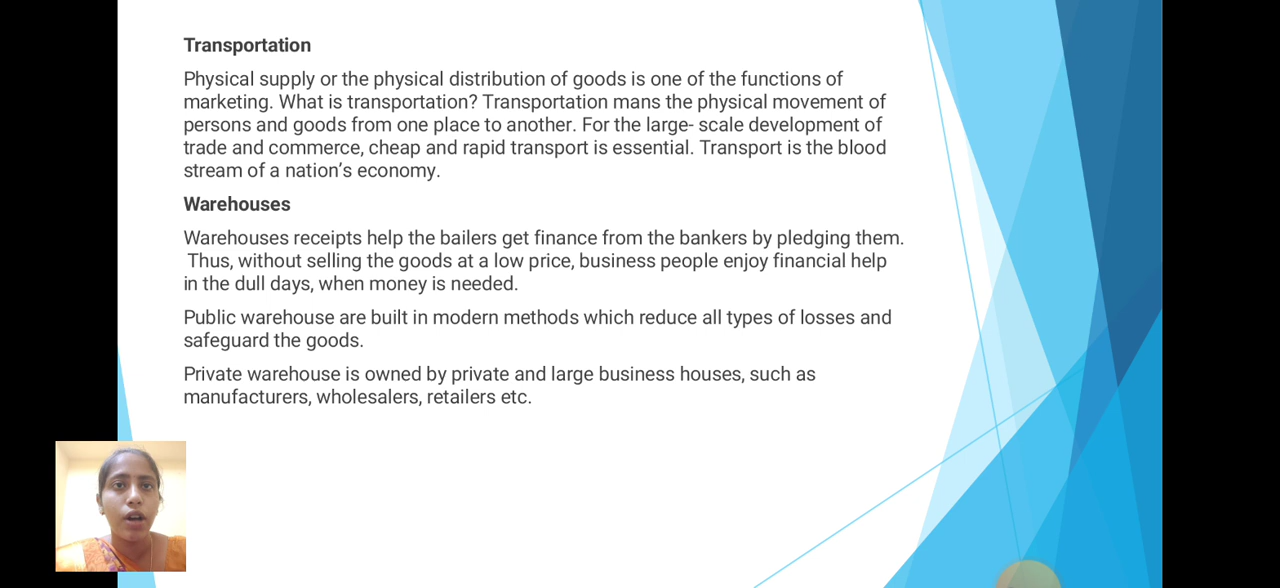 Transportation
Physical supply or the physical distribution of goods is one of the functions of
marketing. What is transportation? Transportation mans the physical movement of
persons and goods from one place to another. For the large- scale development of
trade and commerce, cheap and rapid transport is essential. Transport is the blood
stream of a nation’s economy.
Warehouses
Warehouses receipts help the bailers get finance from the bankers by pledging them.
Thus, without selling the goods at a low price, business people enjoy financial help
in the dull days, when money is needed.
Public warehouse are built in modern methods which reduce all types of losses and
safeguard the goods.
Private warehouse is owned by private and large business houses, such as
manufacturers, wholesalers, retailers etc.